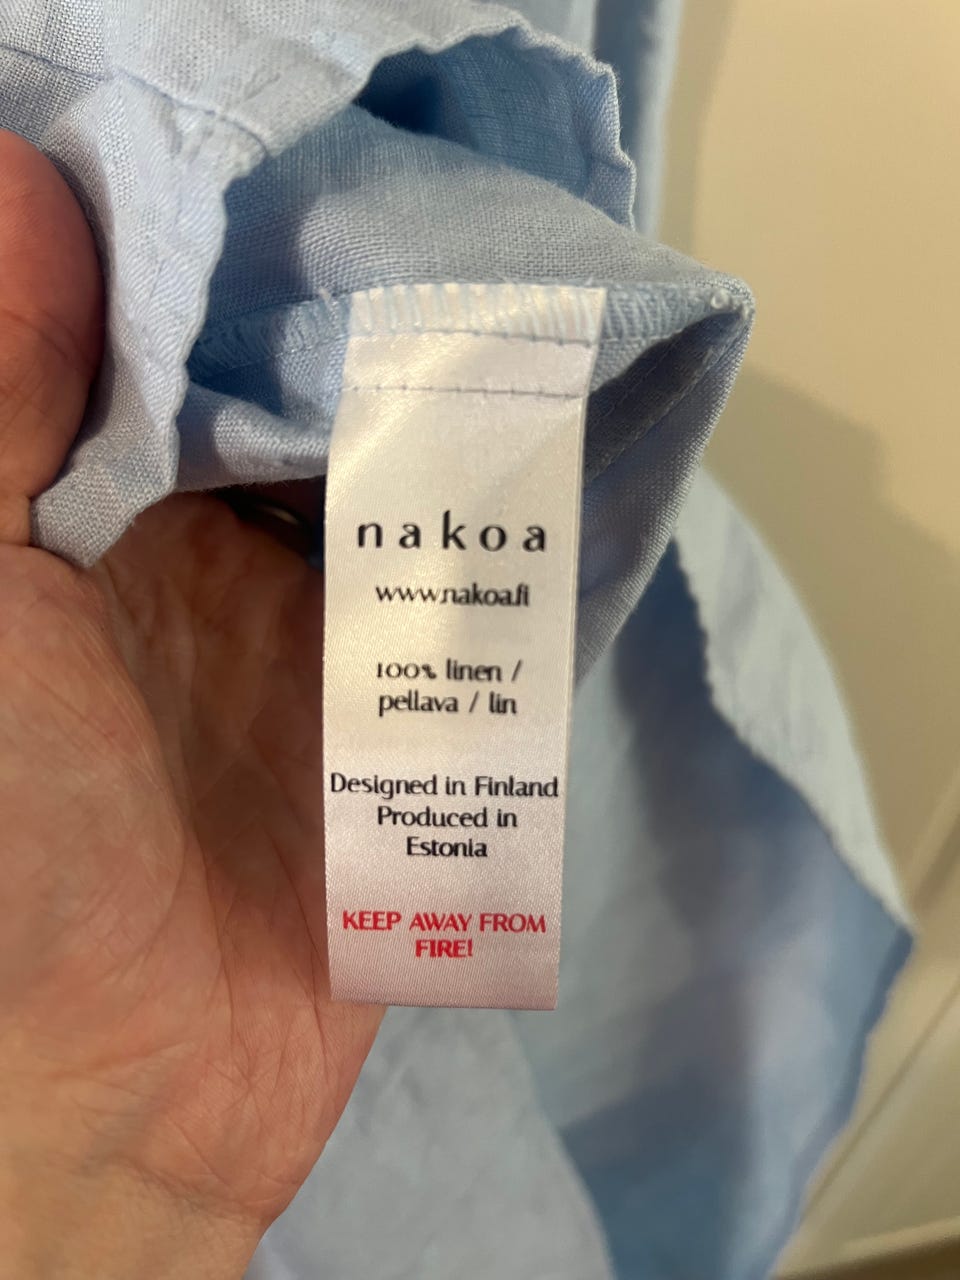 nakoa
www.nakoa.fi
100% linen /
pellava / lin
Designed in Finland
Produced in
Estonia
KEEP AWAY FROM
FIRE!